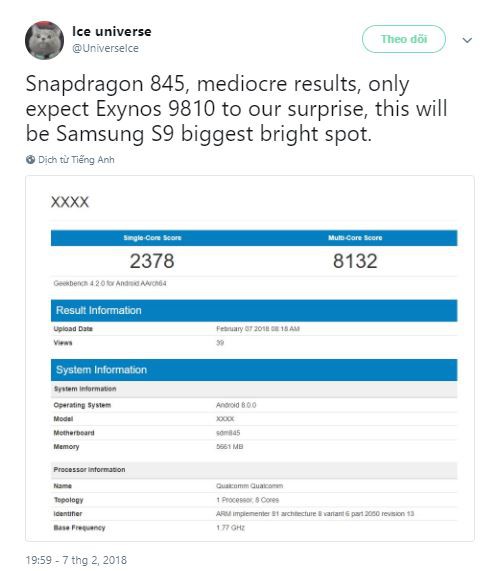 Ice universe
@UniverseIce
Theo dõi
Snapdragon 845, mediocre results, only
expect Exynos 9810 to our surprise, this will
be Samsung S9 biggest bright spot.
Dịch từ Tiếng Anh
XXXX
Single-Core Score Multi-Core Score
2378 8132
Geekbench 4.2.0 for Android AArch64
Result Information
Upload Date February 07 2018 08:18 AM
Views 39
System Information
System Information
Operating System Android 8.0.0
Model XXXX
Motherboard sdm845
Memory 5661 MB
Processor Information
Name Qualcomm Qualcomm
Topology 1 Processor, 8 Cores
Identifier ARM implementer 81 architecture 8 variant 6 part 2050 revision 13
Base Frequency 1.77 GHz
19:59 - 7 thg 2, 2018